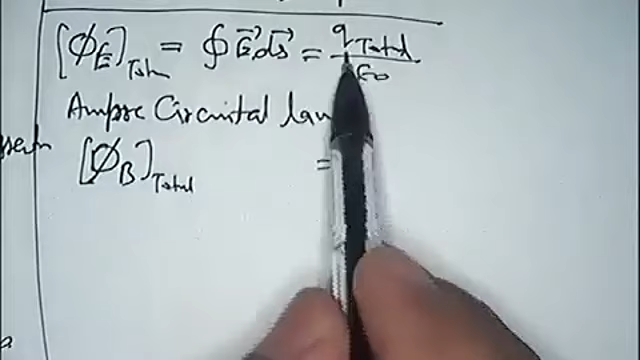 [ϕE]Total = ∮ E⃗.ds⃗ = qTotal/ε0
Ampere Circuital law
[ϕB]Total =